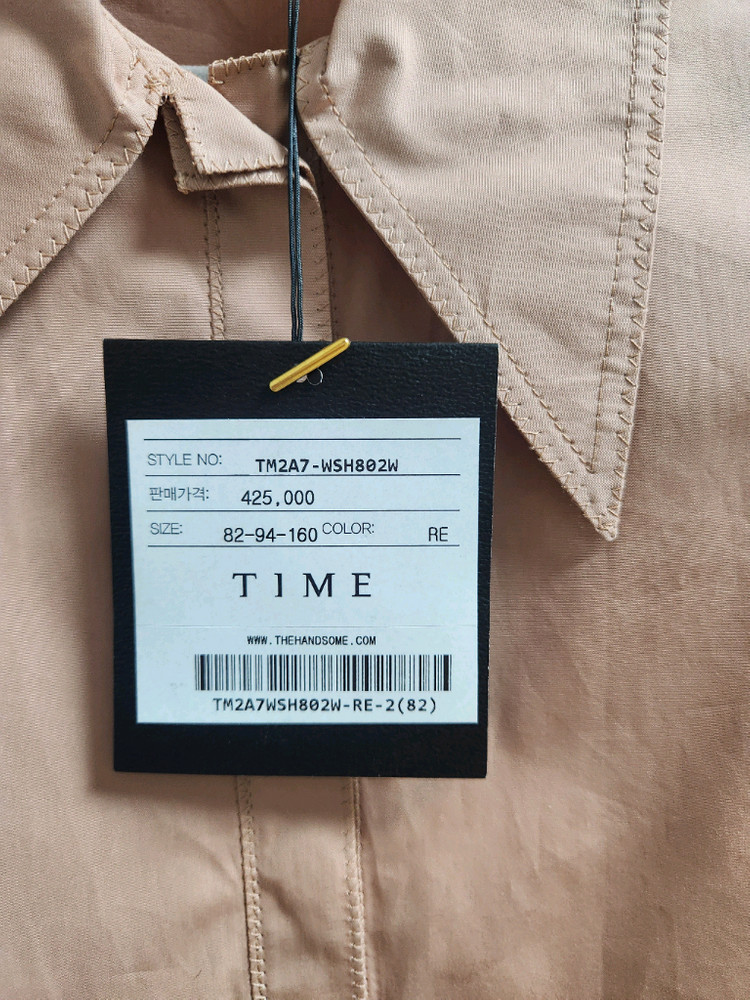 STYLE NO: TM2A7-WSH802W
판매가격: 425,000
SIZE: 82-94-160 COLOR: RE
TIME
WWW.THEHANDSOME.COM
TM2A7WSH802W-RE-2(82)